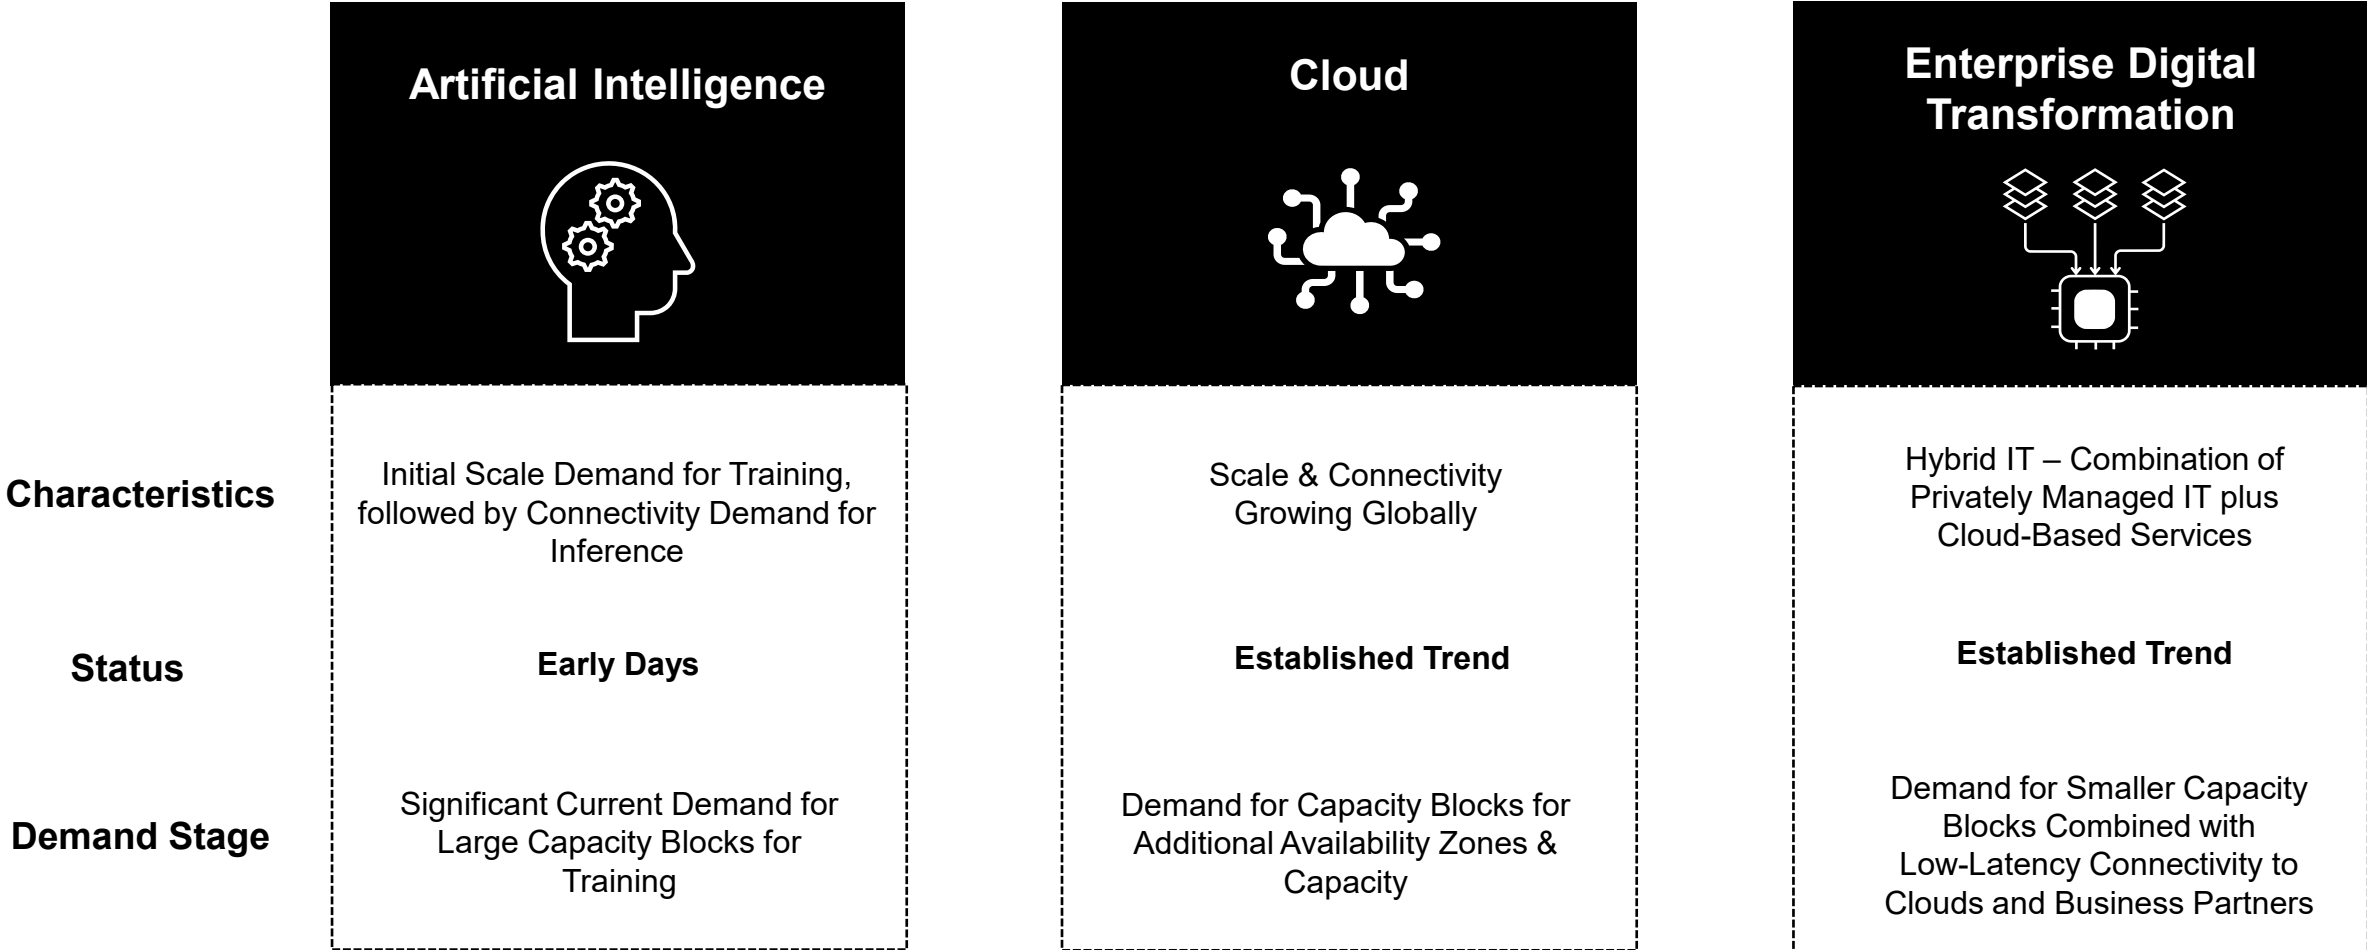 Artificial Intelligence
Cloud
Enterprise Digital
Transformation
Characteristics
Initial Scale Demand for Training,
followed by Connectivity Demand for
Inference
Scale & Connectivity
Growing Globally
Hybrid IT – Combination of
Privately Managed IT plus
Cloud-Based Services
Status
Early Days
Established Trend
Established Trend
Demand Stage
Significant Current Demand for
Large Capacity Blocks for
Training
Demand for Capacity Blocks for
Additional Availability Zones &
Capacity
Demand for Smaller Capacity
Blocks Combined with
Low-Latency Connectivity to
Clouds and Business Partners